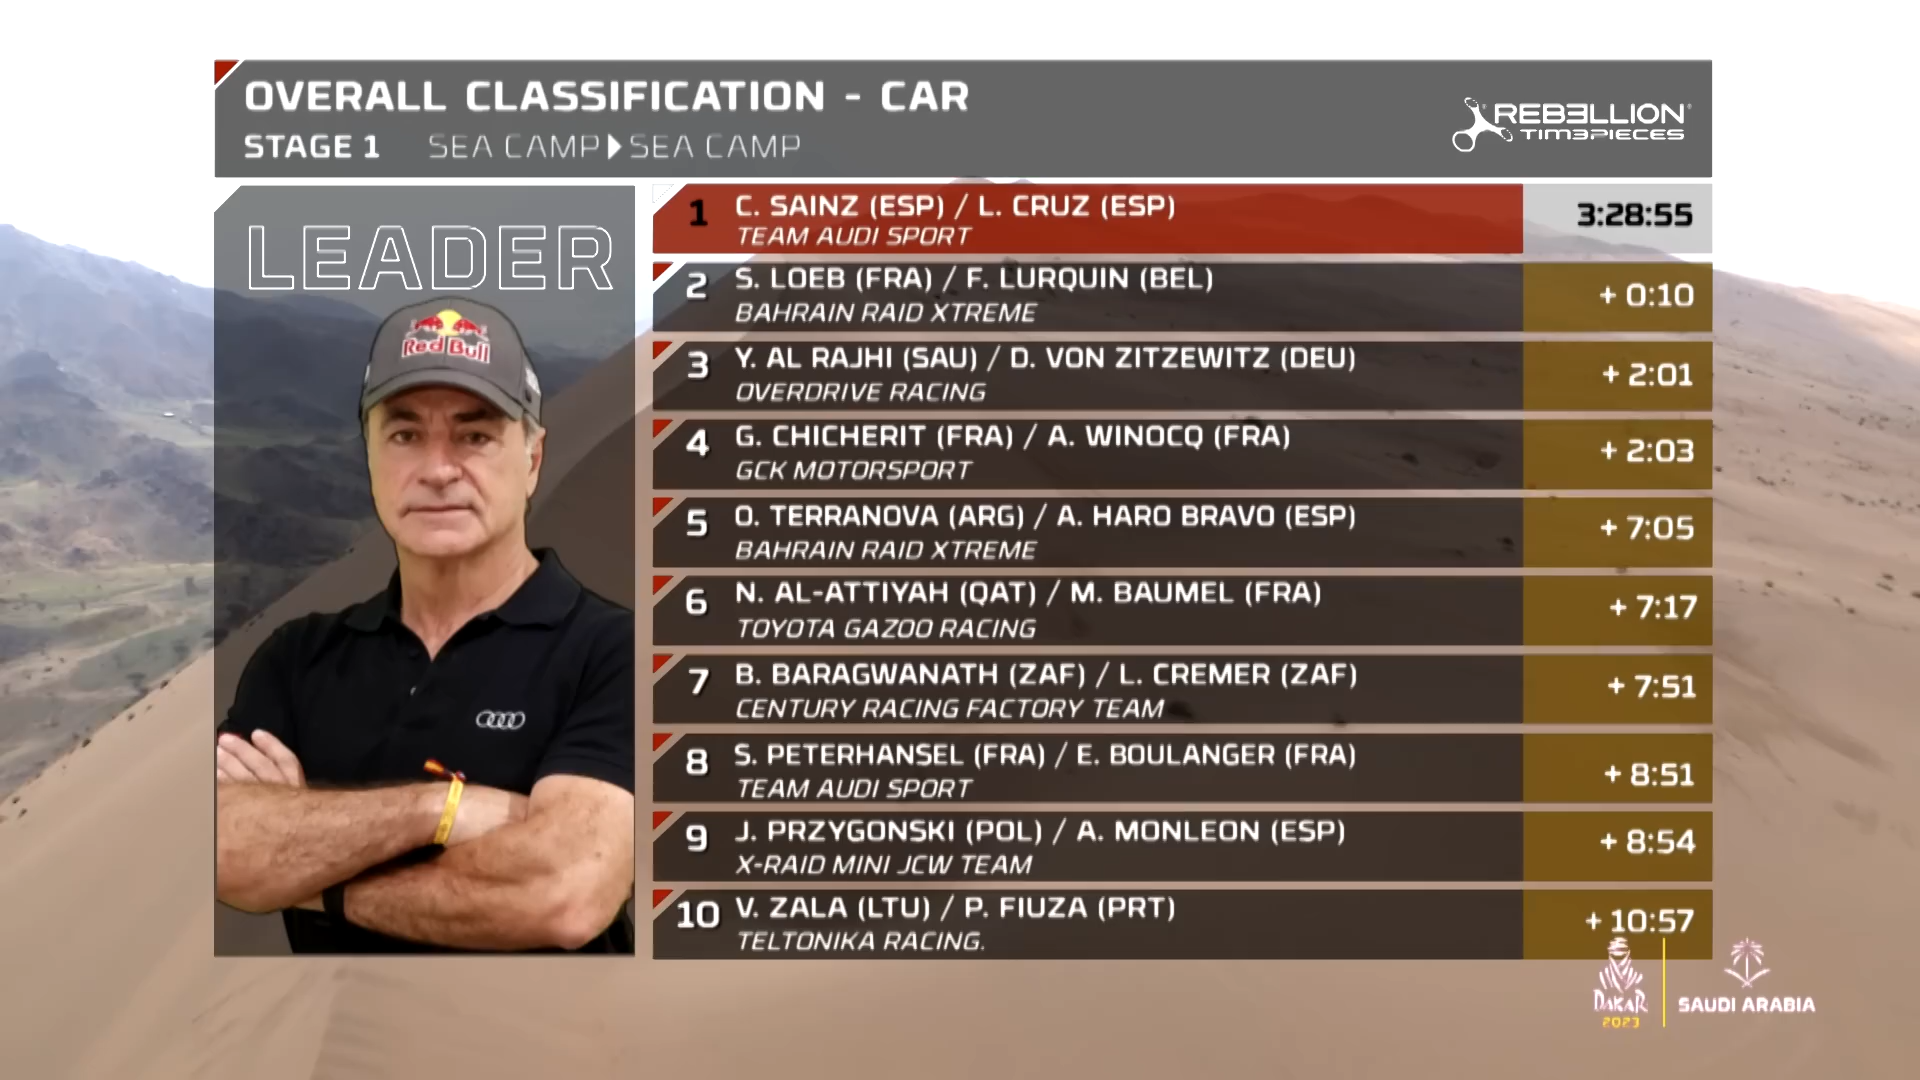 OVERALL CLASSIFICATION - CAR
STAGE 1 SEA CAMP SEA CAMP
REBELLION
TIM3PIECES
LEADER
Red Bull
1 C. SAINZ (ESP) / L. CRUZ (ESP) 3:28:55
TEAM AUDI SPORT
2 S. LOEB (FRA) / F. LURQUIN (BEL) + 0:10
BAHRAIN RAID XTREME
3 Y. AL RAJHI (SAU) / D. VON ZITZEWITZ (DEU) + 2:01
OVERDRIVE RACING
4 G. CHICHERIT (FRA) / A. WINOCQ (FRA) + 2:03
GCK MOTORSPORT
5 O. TERRANOVA (ARG) / A. HARO BRAVO (ESP) + 7:05
BAHRAIN RAID XTREME
6 N. AL-ATTIYAH (QAT) / M. BAUMEL (FRA) + 7:17
TOYOTA GAZOO RACING
7 B. BARAGWANATH (ZAF) / L. CREMER (ZAF) + 7:51
CENTURY RACING FACTORY TEAM
8 S. PETERHANSEL (FRA) / E. BOULANGER (FRA) + 8:51
TEAM AUDI SPORT
9 J. PRZYGONSKI (POL) / A. MONLEON (ESP) + 8:54
X-RAID MINI JCW TEAM
10 V. ZALA (LTU) / P. FIUZA (PRT) + 10:57
TELTONIKA RACING.
DAKAR
2023
SAUDI ARABIA